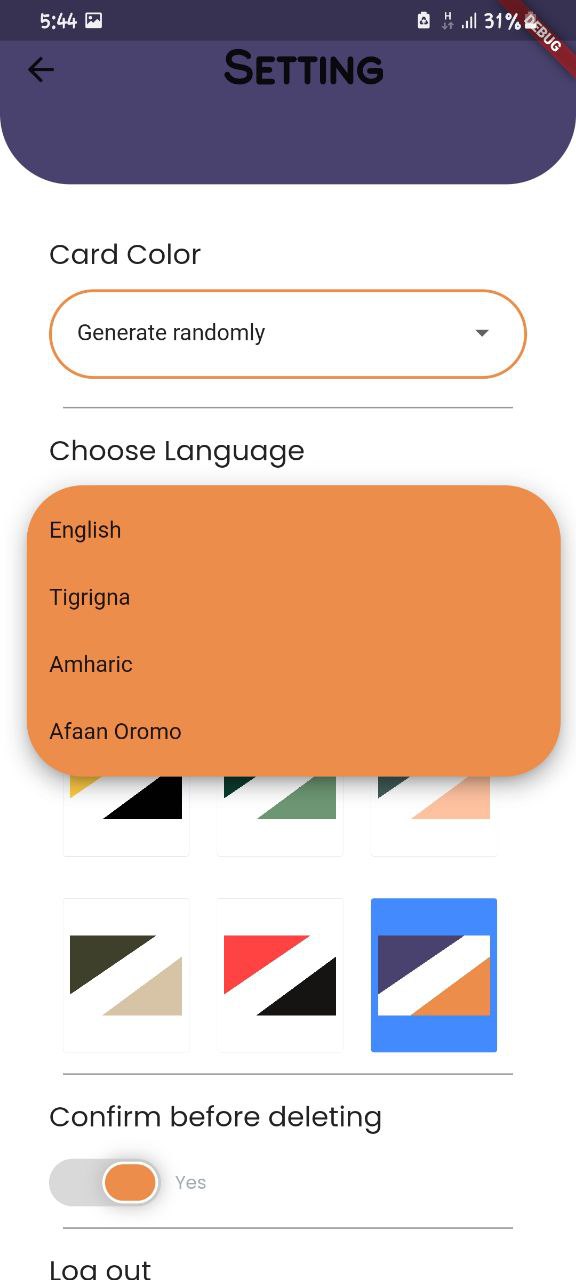 5:44
H
31%
DEBUG
SETTING
Card Color
Generate randomly
Choose Language
English
Tigrigna
Amharic
Afaan Oromo
Confirm before deleting
Yes
Log out